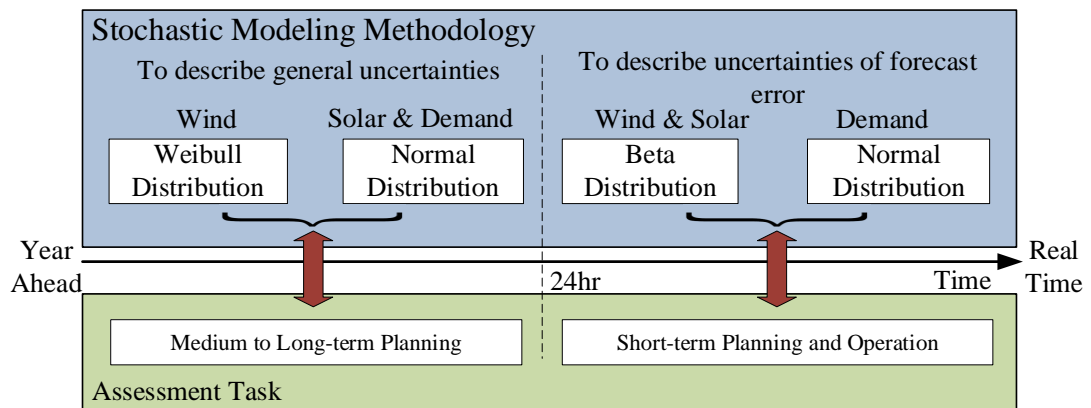 Stochastic Modeling Methodology
To describe general uncertainties
To describe uncertainties of forecast
error
Wind
Solar & Demand
Wind & Solar
Demand
Weibull
Distribution
Normal
Distribution
Beta
Distribution
Normal
Distribution
Year
Ahead
24hr
Time
Real
Time
Medium to Long-term Planning
Short-term Planning and Operation
Assessment Task